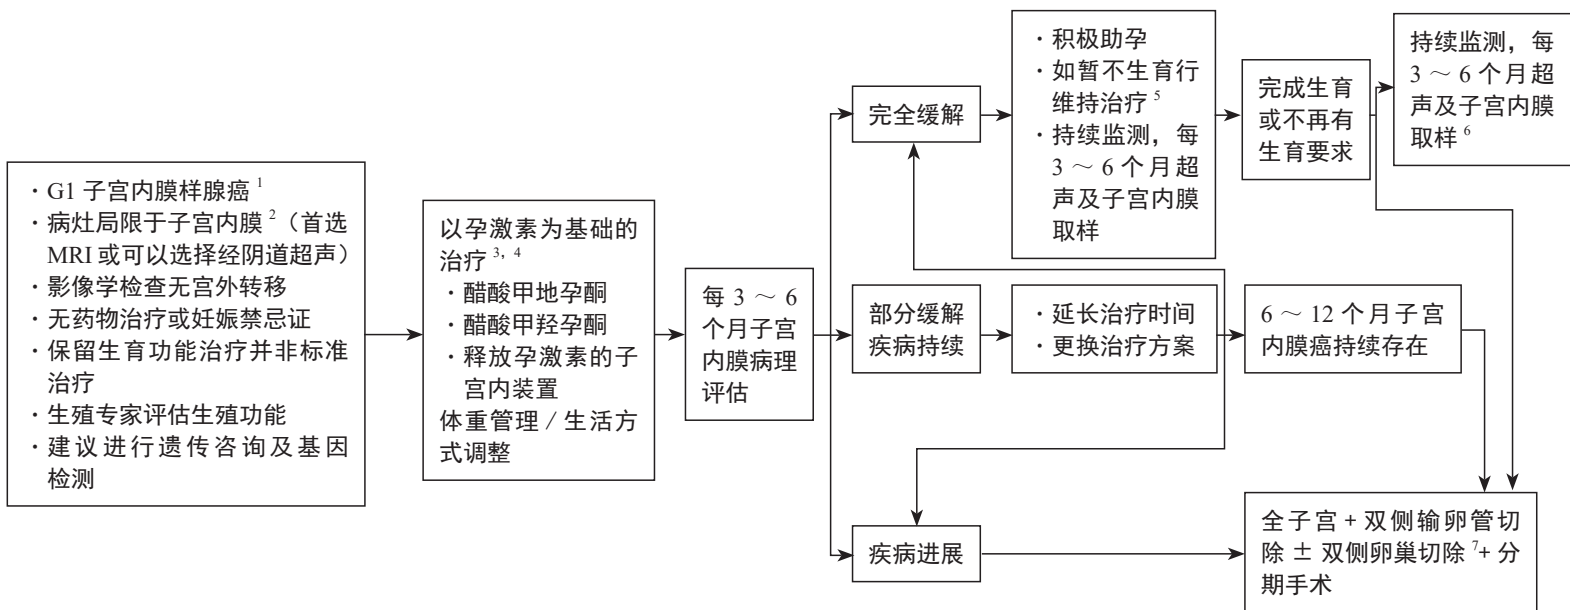 · G1 子宫内膜样腺癌 1
· 病灶局限于子宫内膜 2（首选
MRI 或可以选择经阴道超声）
· 影像学检查无宫外转移
· 无药物治疗或妊娠禁忌证
· 保留生育功能治疗并非标准
治疗
· 生殖专家评估生殖功能
· 建议进行遗传咨询及基因
检测
以孕激素为基础的
治疗 3, 4
· 醋酸甲地孕酮
· 醋酸甲羟孕酮
· 释放孕激素的子
宫内装置
体重管理 / 生活方
式调整
每 3 ～ 6
个月子宫
内膜病理
评估
完全缓解
· 积极助孕
· 如暂不生育行
维持治疗 5
· 持续监测，每
3 ～ 6 个月超
声及子宫内膜
取样
完成生育
或不再有
生育要求
持续监测，每
3 ～ 6 个月超
声及子宫内膜
取样 6
部分缓解
疾病持续
· 延长治疗时间
· 更换治疗方案
6 ～ 12 个月子宫
内膜癌持续存在
疾病进展
全子宫 + 双侧输卵管切
除 ± 双侧卵巢切除 7+ 分
期手术